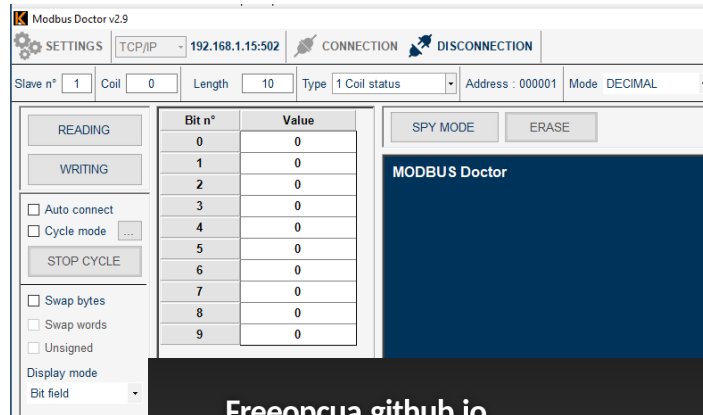 Modbus Doctor v2.9
SETTINGS TCP/IP 192.168.1.15:502 CONNECTION DISCONNECTION
Slave n° 1 Coil 0 Length 10 Type 1 Coil status Address : 000001 Mode DECIMAL
READING
WRITING
Auto connect
Cycle mode ...
STOP CYCLE
Swap bytes
Swap words
Unsigned
Display mode
Bit field
Bit n° Value
0 0
1 0
2 0
3 0
4 0
5 0
6 0
7 0
8 0
9 0
SPY MODE ERASE
MODBUS Doctor
Freeopcua.github.io